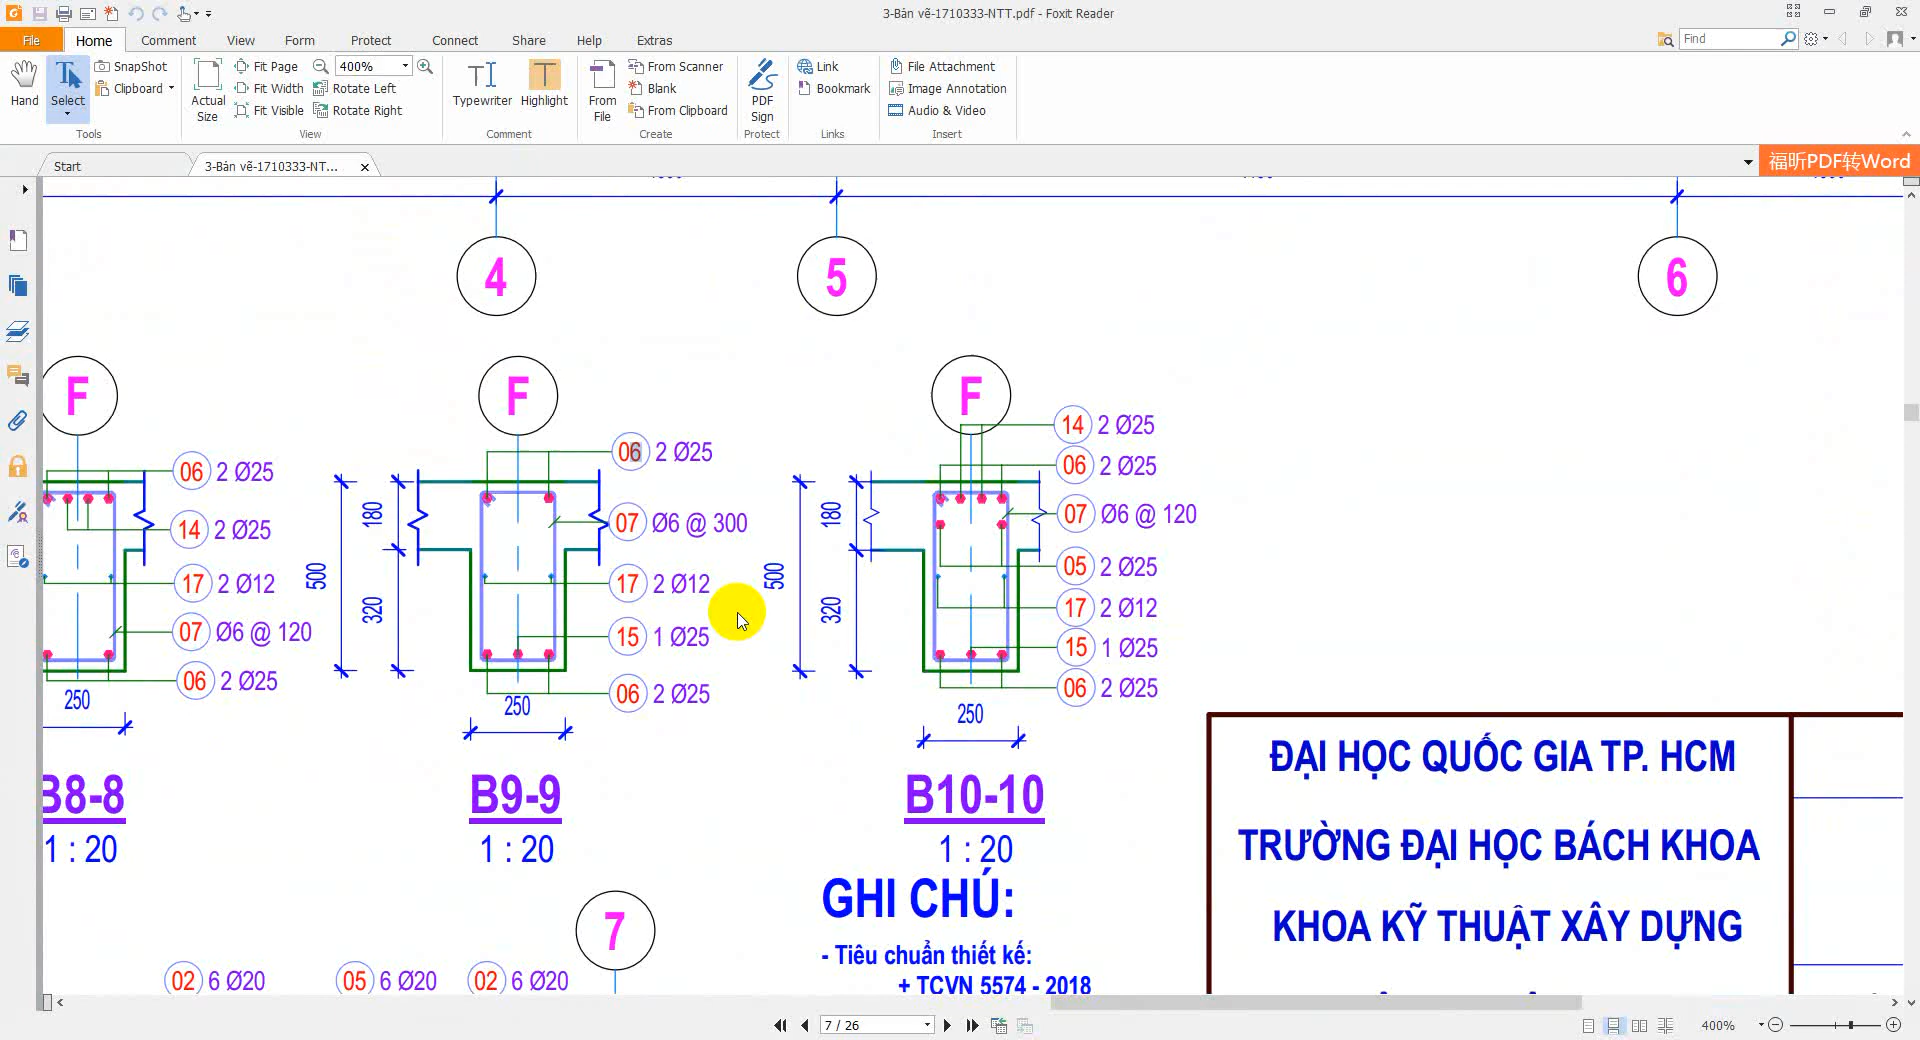 3-Bản vẽ-1710333-NTT.pdf - Foxit Reader
File
Home
Comment
View
Form
Protect
Connect
Share
Help
Extras
Find
Hand
Select
SnapShot
Clipboard
Tools
Actual
Size
Fit Page
Fit Width
Fit Visible
400%
Rotate Left
Rotate Right
View
Typewriter
Highlight
Comment
From
File
From Scanner
Blank
From Clipboard
Create
PDF
Sign
Protect
Link
Bookmark
Links
File Attachment
Image Annotation
Audio & Video
Insert
Start
3-Bản vẽ-1710333-NT...
福昕PDF转Word
4
5
6
F
F
F
06 2 Ø25
14 2 Ø25
17 2 Ø12
07 Ø6 @ 120
06 2 Ø25
250
B8-8
1 : 20
500
180
320
06 2 Ø25
07 Ø6 @ 300
17 2 Ø12
15 1 Ø25
06 2 Ø25
250
B9-9
1 : 20
500
180
320
14 2 Ø25
06 2 Ø25
07 Ø6 @ 120
05 2 Ø25
17 2 Ø12
15 1 Ø25
06 2 Ø25
250
B10-10
1 : 20
7
02 6 Ø20
05 6 Ø20
02 6 Ø20
GHI CHÚ:
- Tiêu chuẩn thiết kế:
+ TCVN 5574 - 2018
ĐẠI HỌC QUỐC GIA TP. HCM
TRƯỜNG ĐẠI HỌC BÁCH KHOA
KHOA KỸ THUẬT XÂY DỰNG
7 / 26
400%